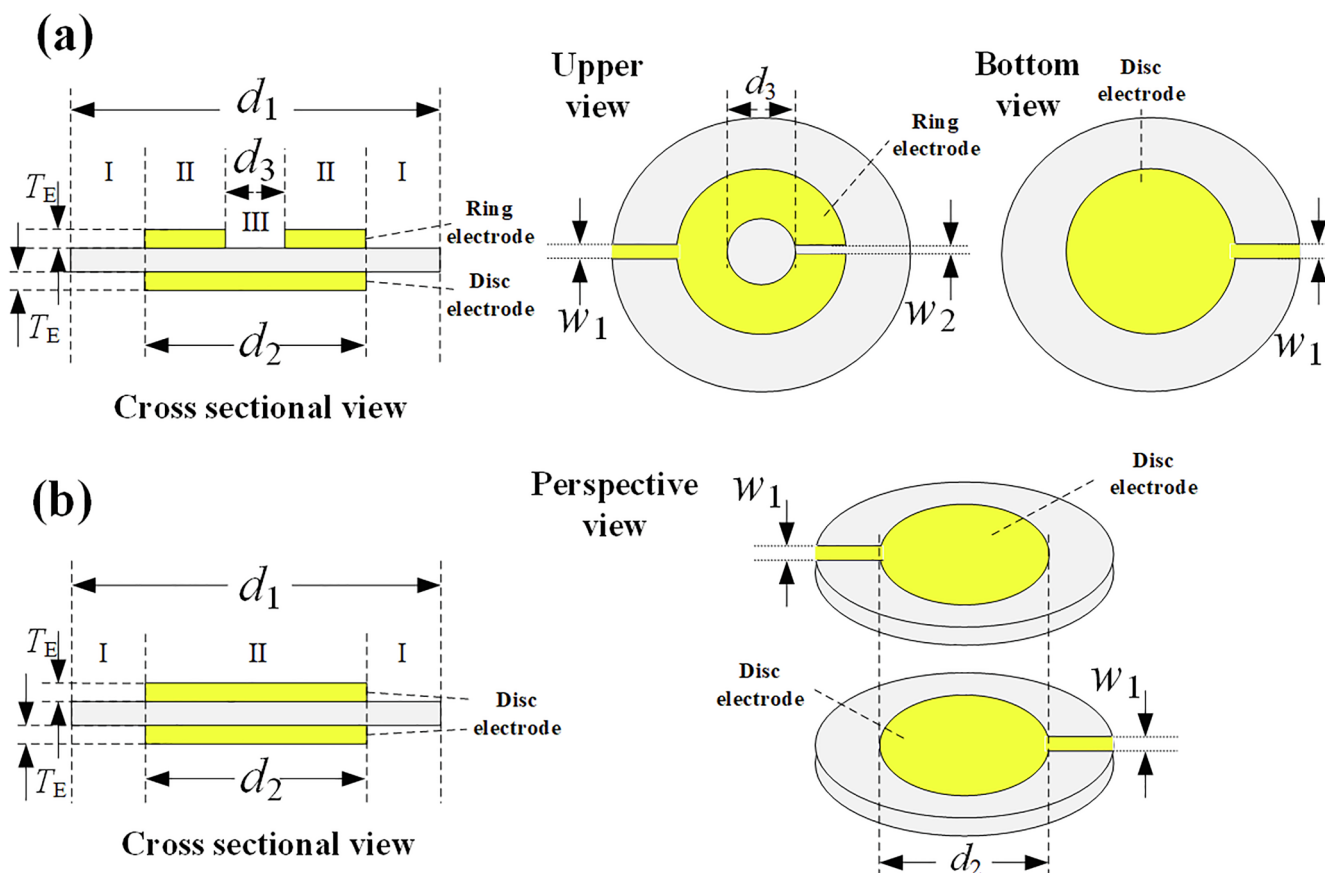 (a)
d1
I
II
d3
II
I
TE
III
Ring
electrode
Disc
electrode
TE
d2
Cross sectional view
Upper
view
d3
Ring
electrode
w1
w2
Bottom
view
Disc
electrode
w1
(b)
d1
TE
I
II
I
Disc
electrode
TE
d2
Cross sectional view
Perspective
view
w1
Disc
electrode
Disc
electrode
w1
d2